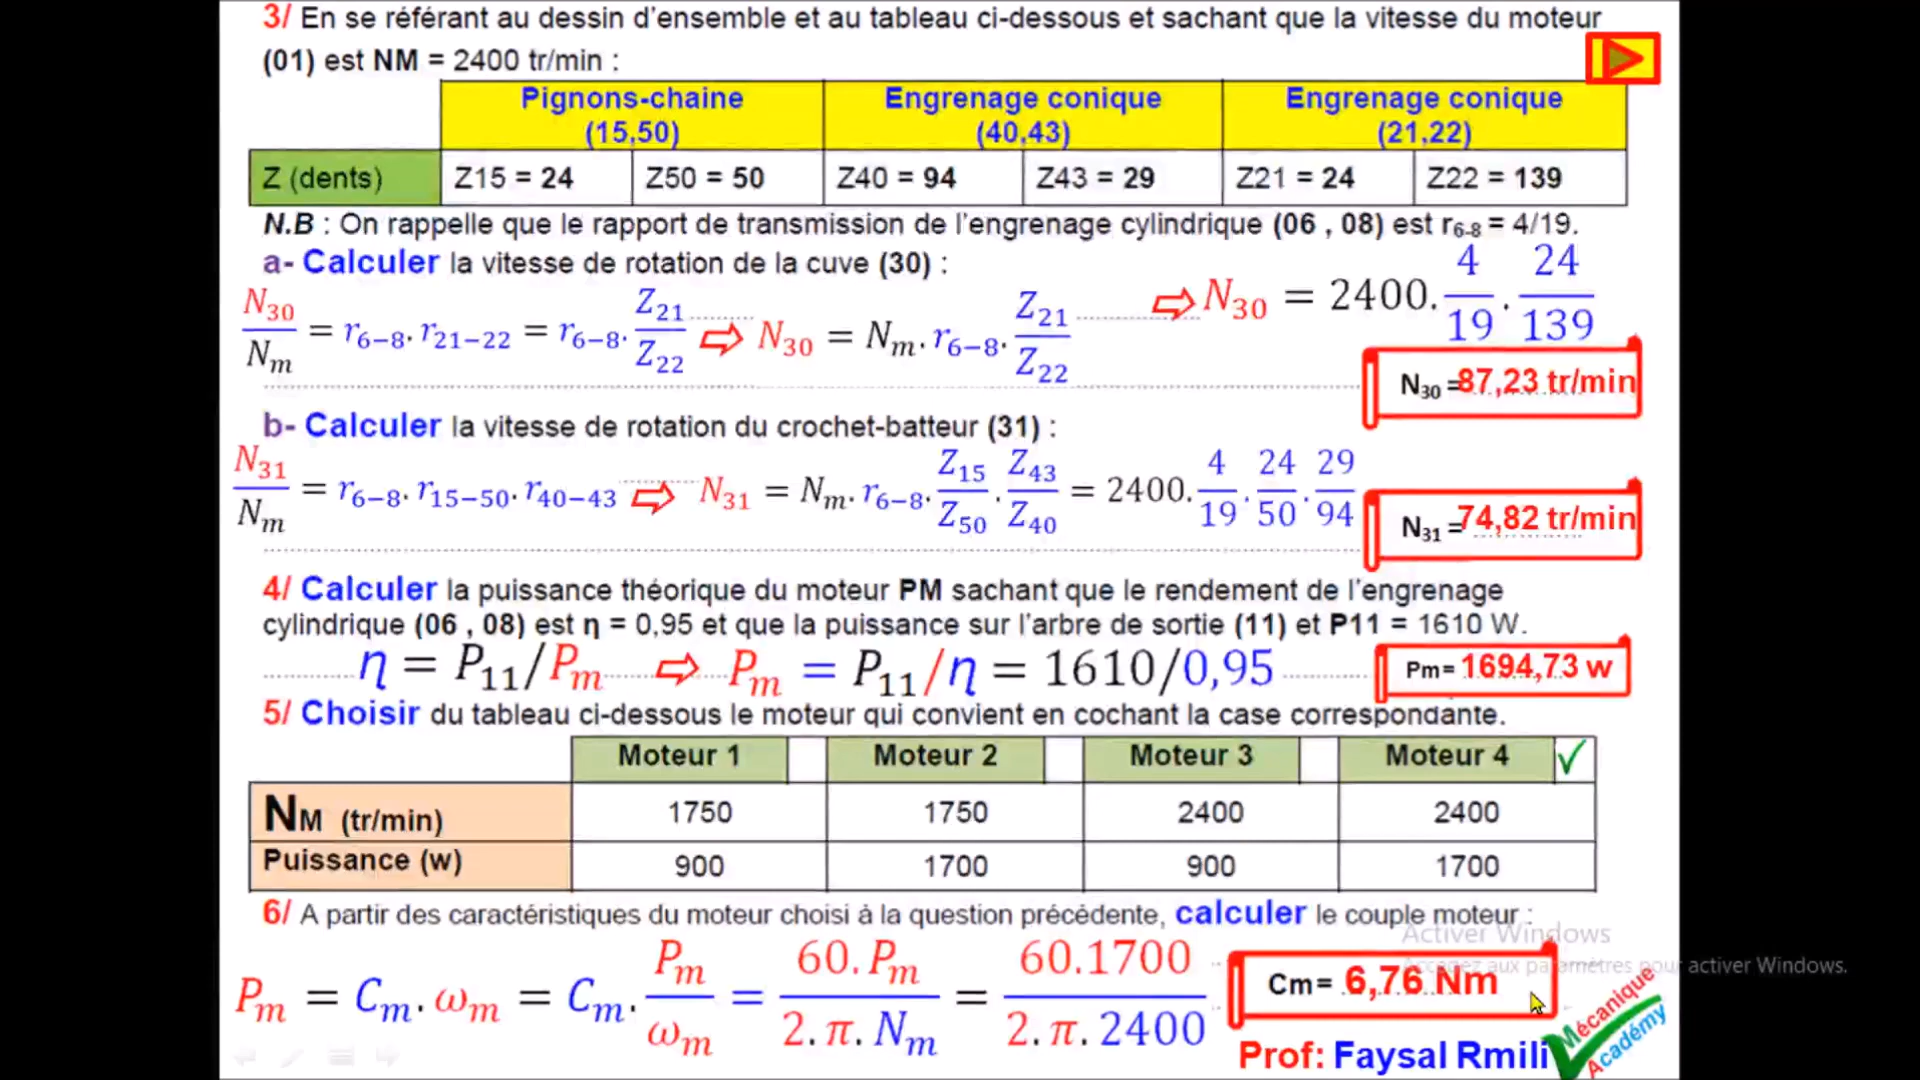 3/ En se référant au dessin d'ensemble et au tableau ci-dessous et sachant que la vitesse du moteur
(01) est NM = 2400 tr/min :
Pignons-chaine Engrenage conique Engrenage conique
(15,50) (40,43) (21,22)
Z (dents) Z15 = 24 Z50 = 50 Z40 = 94 Z43 = 29 Z21 = 24 Z22 = 139
N.B : On rappelle que le rapport de transmission de l'engrenage cylindrique (06 , 08) est r6-8 = 4/19.
a- Calculer la vitesse de rotation de la cuve (30) :
N30/Nm = r6−8. r21−22 = r6−8. Z21/Z22 ⇨ N30 = Nm. r6−8. Z21/Z22 ⇨ N30 = 2400. 4/19 . 24/139
N30 = 87,23 tr/min
b- Calculer la vitesse de rotation du crochet-batteur (31) :
N31/Nm = r6−8. r15−50. r40−43 ⇨ N31 = Nm. r6−8. Z15/Z50 . Z43/Z40 = 2400. 4/19 . 24/50 . 29/94
N31 = 74,82 tr/min
4/ Calculer la puissance théorique du moteur PM sachant que le rendement de l'engrenage
cylindrique (06 , 08) est η = 0,95 et que la puissance sur l'arbre de sortie (11) et P11 = 1610 W.
η = P11/Pm ⇨ Pm = P11/η = 1610/0,95 Pm = 1694,73 w
5/ Choisir du tableau ci-dessous le moteur qui convient en cochant la case correspondante.
Moteur 1 Moteur 2 Moteur 3 Moteur 4 ✓
NM (tr/min) 1750 1750 2400 2400
Puissance (w) 900 1700 900 1700
6/ A partir des caractéristiques du moteur choisi à la question précédente, calculer le couple moteur :
Pm = Cm. ωm = Cm. Pm/ωm = 60. Pm/2. π. Nm = 60.1700/2. π. 2400 Cm= 6,76 Nm
Activer Windows
Accédez aux paramètres pour activer Windows.
Prof: Faysal Rmili
Mécanique
Académy